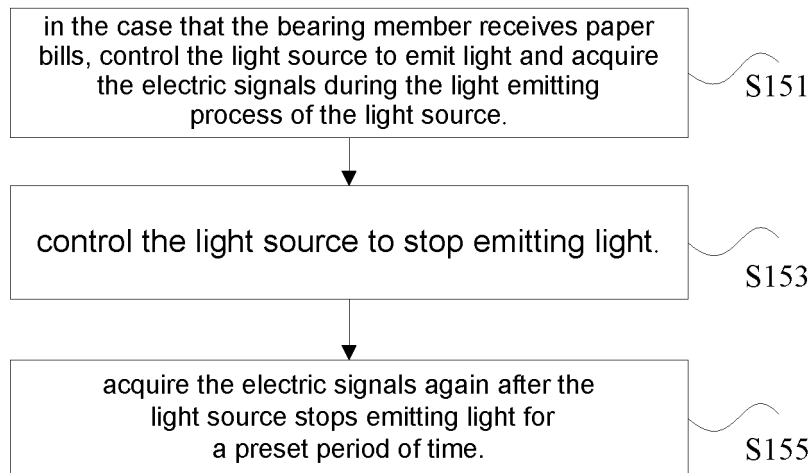 in the case that the bearing member receives paper
bills, control the light source to emit light and acquire
the electric signals during the light emitting
process of the light source.
S151
control the light source to stop emitting light.
S153
acquire the electric signals again after the
light source stops emitting light for
a preset period of time.
S155